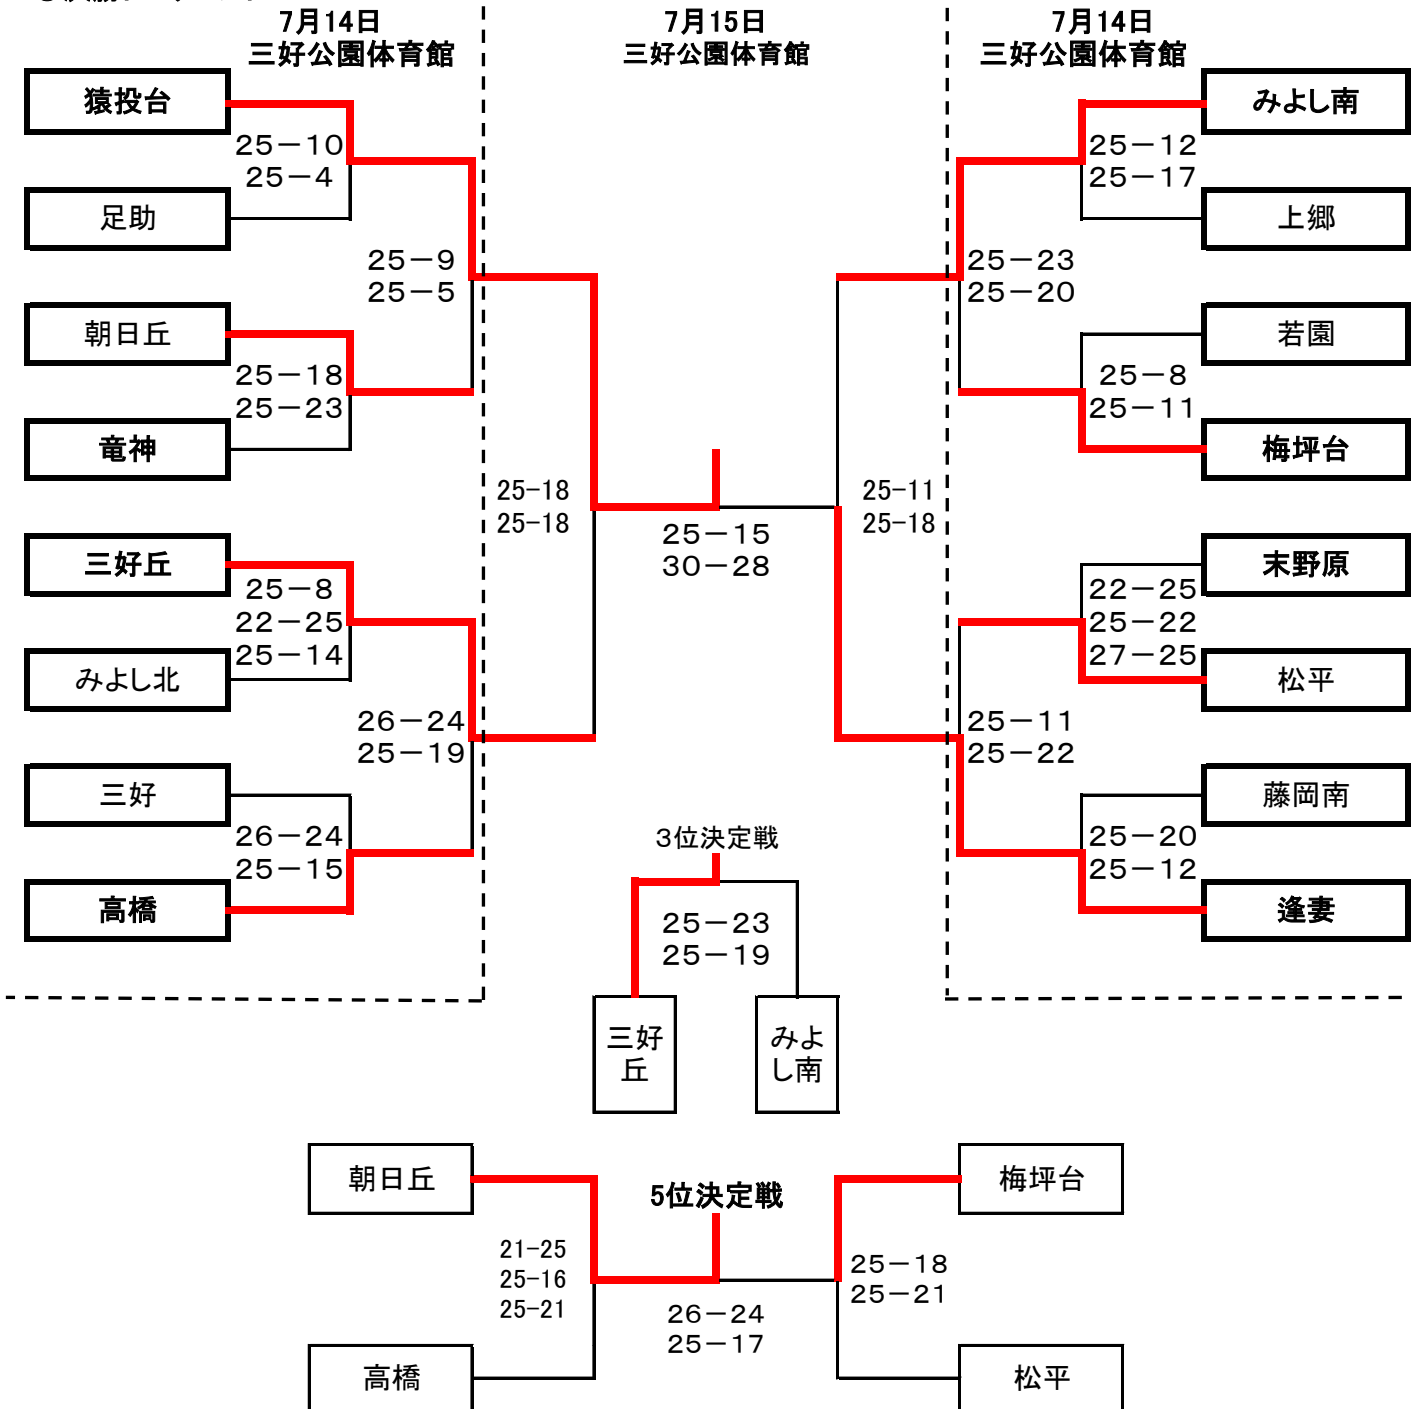 7月14日
三好公園体育館
7月15日
三好公園体育館
7月14日
三好公園体育館
猿投台
25－10
25－4
足助
25－9
25－5
朝日丘
25－18
25－23
竜神
25-18
25-18
三好丘
25－8
22－25
25－14
みよし北
26－24
25－19
三好
26－24
25－15
高橋
25－15
30－28
みよし南
25－12
25－17
上郷
25－23
25－20
若園
25－8
25－11
梅坪台
25-11
25-18
末野原
22－25
25－22
27－25
松平
25－11
25－22
藤岡南
25－20
25－12
逢妻
3位決定戦
25－23
25－19
三好
丘
みよ
し南
5位決定戦
朝日丘
21-25
25-16
25-21
高橋
26－24
25－17
梅坪台
25－18
25－21
松平